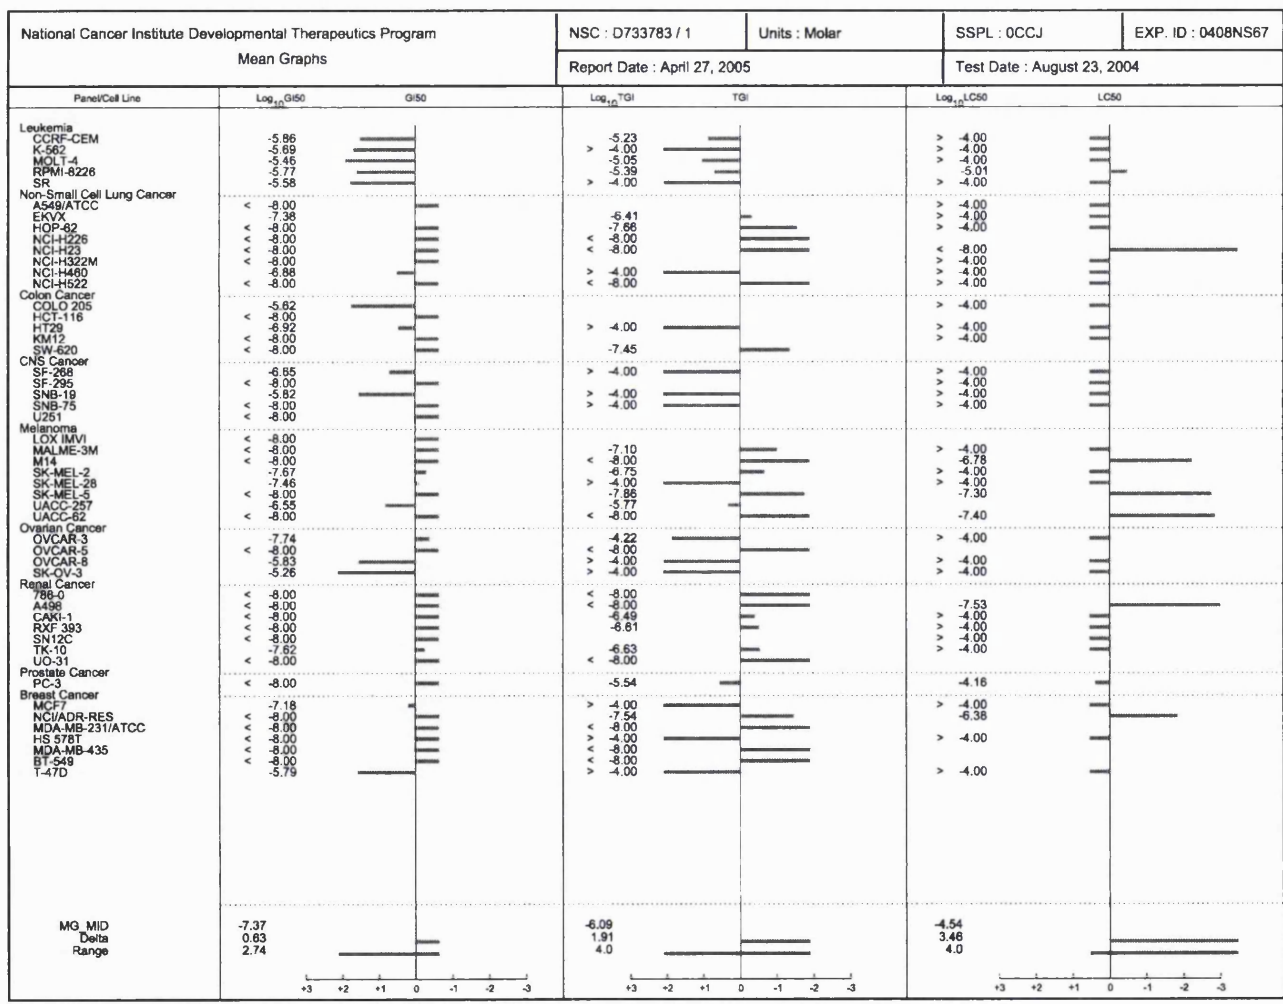 National Cancer Institute Developmental Therapeutics Program
Mean Graphs
NSC : D733783 / 1
Units : Molar
SSPL : 0CCJ
EXP. ID : 0408NS67
Report Date : April 27, 2005
Test Date : August 23, 2004
Panel/Cell Line Log10GI50 GI50 Log10TGI TGI Log10LC50 LC50
Leukemia
CCRF-CEM -5.86 -5.23 > -4.00
K-562 -5.69 > -4.00 > -4.00
MOLT-4 -5.46 -5.05 > -4.00
RPMI-8226 -5.77 -5.39 -5.01
SR -5.58 > -4.00 > -4.00
Non-Small Cell Lung Cancer
A549/ATCC < -8.00 > -4.00
EKVX -7.38 -6.41 > -4.00
HOP-62 < -8.00 -7.66 > -4.00
NCI-H226 < -8.00 < -8.00
NCI-H23 < -8.00 < -8.00 < -8.00
NCI-H322M < -8.00 > -4.00
NCI-H460 -6.88 > -4.00 > -4.00
NCI-H522 < -8.00 < -8.00 > -4.00
Colon Cancer
COLO 205 -5.62 > -4.00
HCT-116 < -8.00
HT29 -6.92 > -4.00 > -4.00
KM12 < -8.00 > -4.00
SW-620 < -8.00 -7.45
CNS Cancer
SF-268 -6.65 > -4.00 > -4.00
SF-295 < -8.00 > -4.00
SNB-19 -5.82 > -4.00 > -4.00
SNB-75 < -8.00 > -4.00 > -4.00
U251 < -8.00
Melanoma
LOX IMVI < -8.00
MALME-3M < -8.00 -7.10 > -4.00
M14 < -8.00 < -8.00 -6.78
SK-MEL-2 -7.67 -6.75 > -4.00
SK-MEL-28 -7.46 > -4.00 > -4.00
SK-MEL-5 < -8.00 -7.86 -7.30
UACC-257 -6.55 -5.77
UACC-62 < -8.00 < -8.00 -7.40
Ovarian Cancer
OVCAR-3 -7.74 -4.22 > -4.00
OVCAR-5 < -8.00 < -8.00
OVCAR-8 -5.83 > -4.00 > -4.00
SK-OV-3 -5.26 > -4.00 > -4.00
Renal Cancer
786-0 < -8.00 < -8.00
A498 < -8.00 < -8.00 -7.53
CAKI-1 < -8.00 -6.49 > -4.00
RXF 393 < -8.00 -6.61 > -4.00
SN12C < -8.00 > -4.00
TK-10 -7.62 -6.63 > -4.00
UO-31 < -8.00 < -8.00
Prostate Cancer
PC-3 < -8.00 -5.54 -4.16
Breast Cancer
MCF7 -7.18 > -4.00 > -4.00
NCI/ADR-RES < -8.00 -7.54 -6.38
MDA-MB-231/ATCC < -8.00 < -8.00
HS 578T < -8.00 > -4.00 > -4.00
MDA-MB-435 < -8.00 < -8.00
BT-549 < -8.00 < -8.00
T-47D -5.79 > -4.00 > -4.00
MG_MID -7.37 -6.09 -4.54
Delta 0.63 1.91 3.46
Range 2.74 4.0 4.0
+3 +2 +1 0 -1 -2 -3 +3 +2 +1 0 -1 -2 -3 +3 +2 +1 0 -1 -2 -3